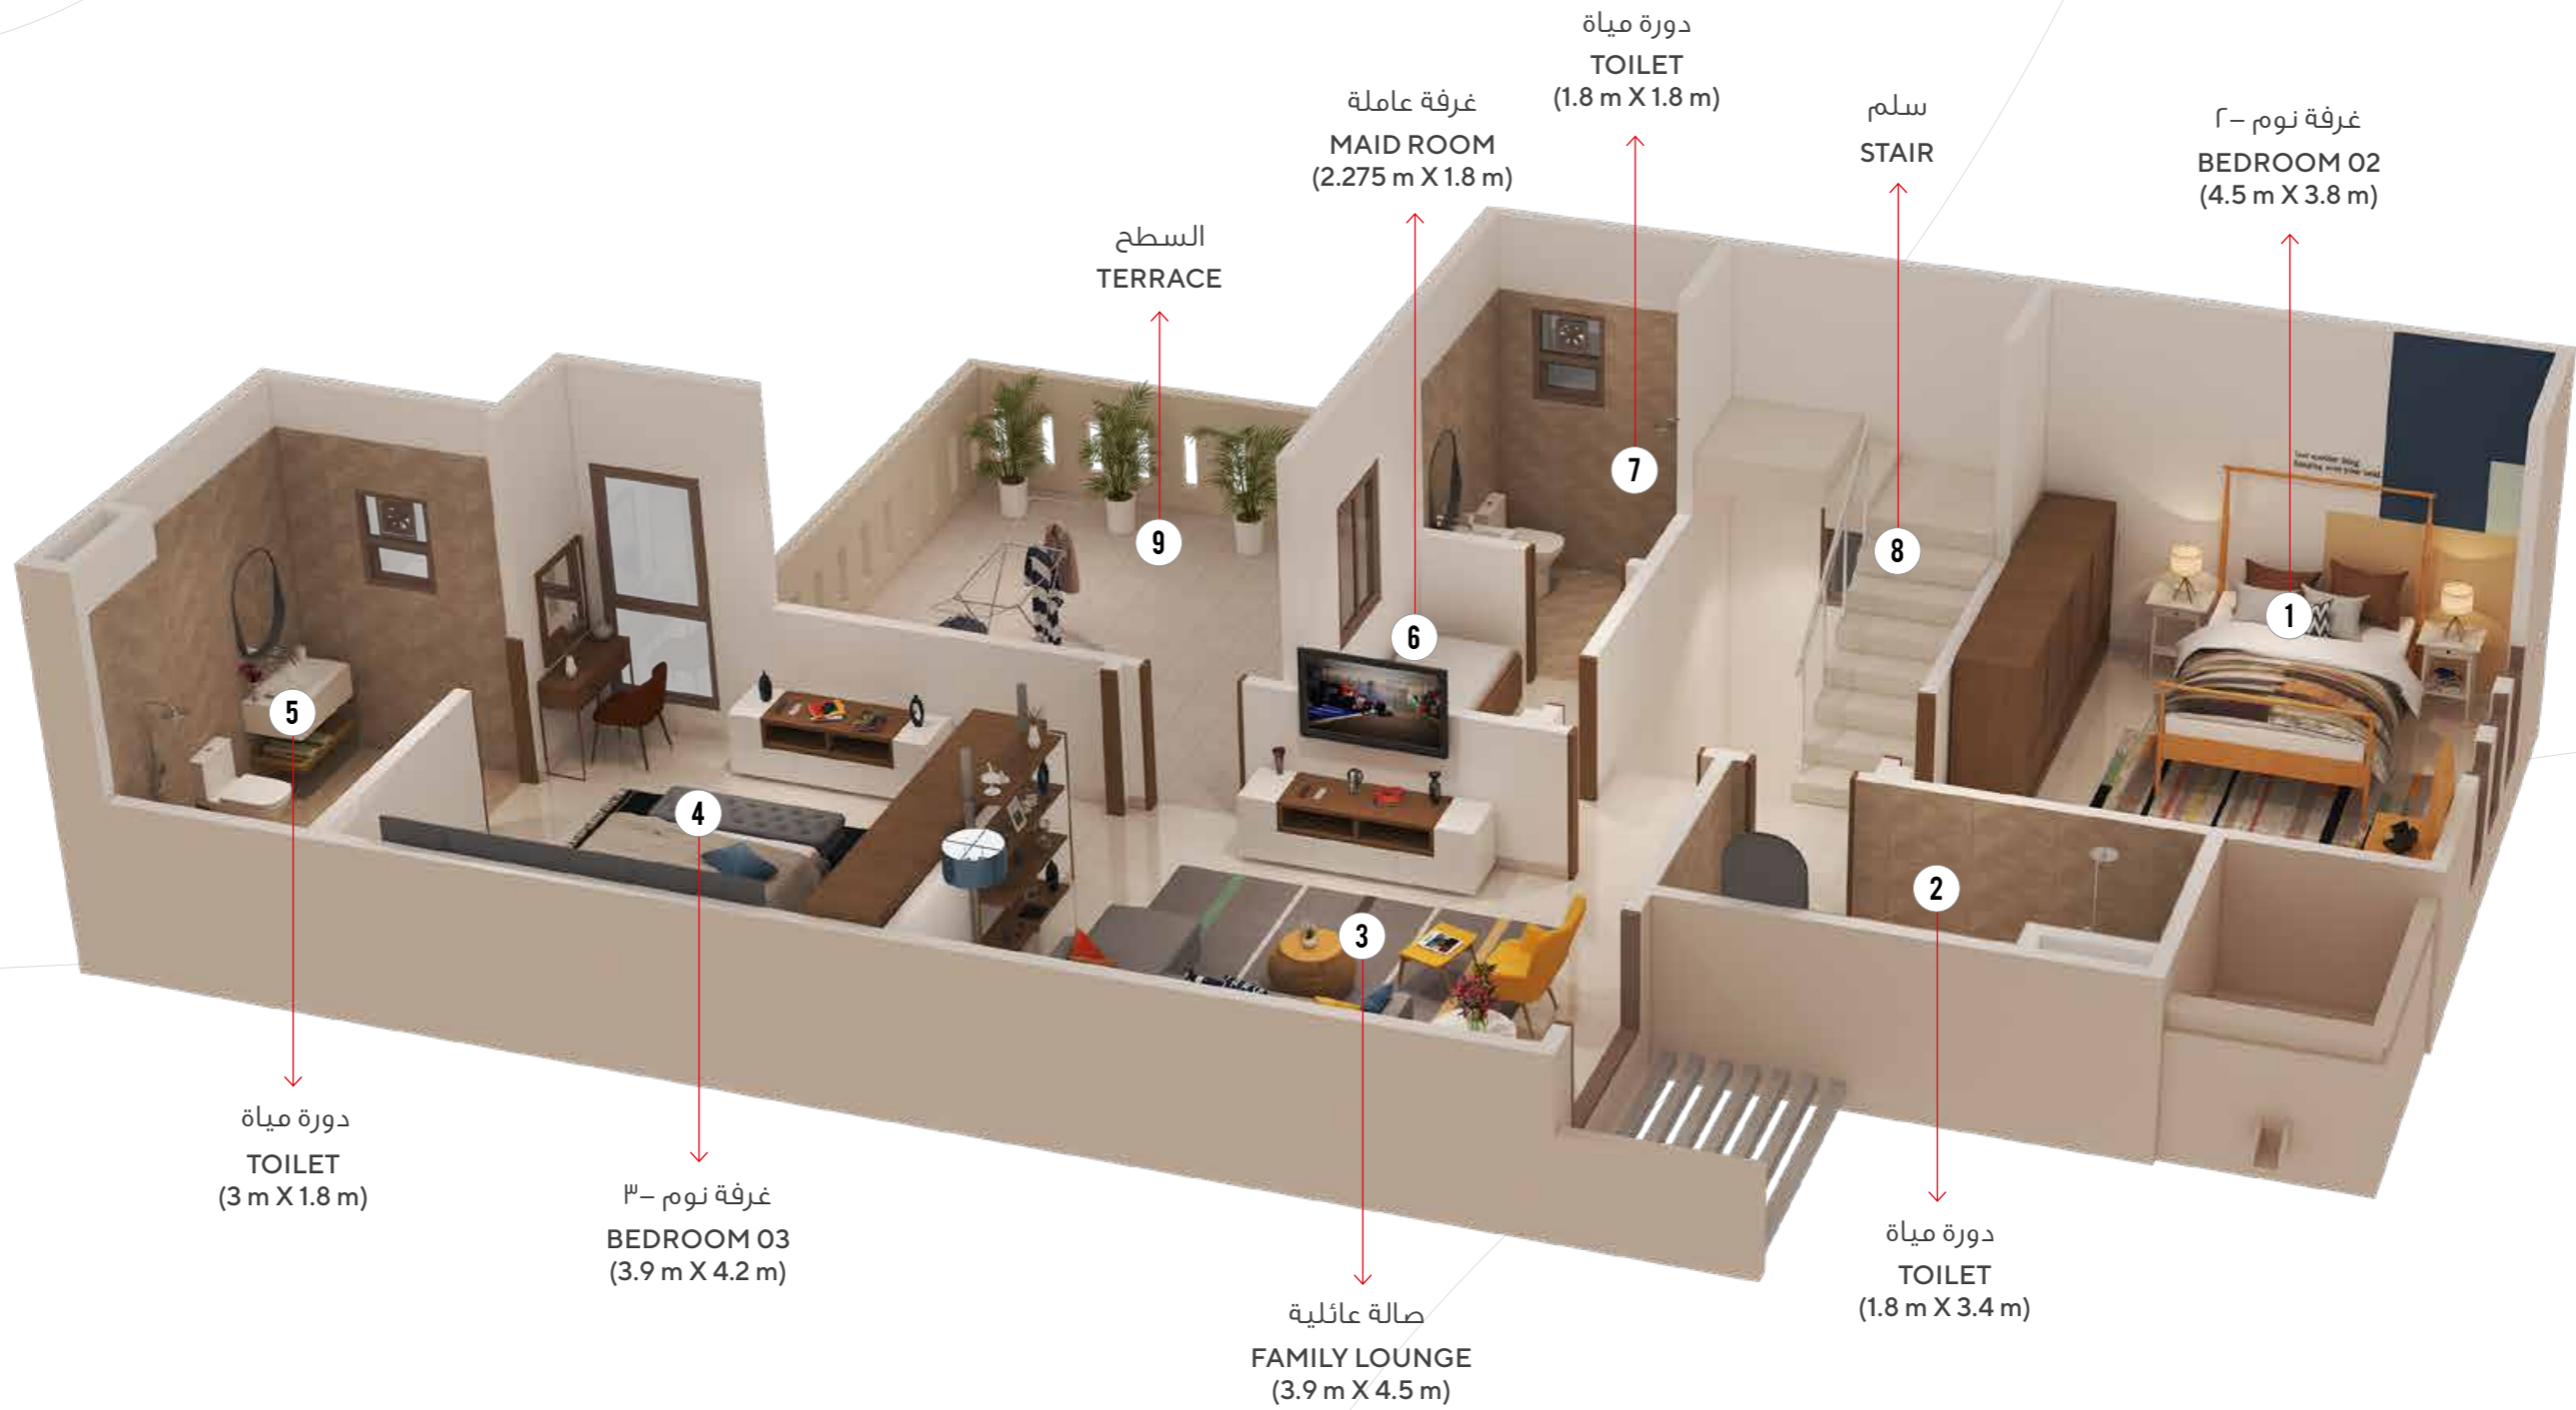 دورة مياة
TOILET
(1.8 m X 1.8 m)
غرفة عاملة
MAID ROOM
(2.275 m X 1.8 m)
سلم
STAIR
غرفة نوم –٢
BEDROOM 02
(4.5 m X 3.8 m)
السطح
TERRACE
7
8
9
1
6
5
4
2
3
دورة مياة
TOILET
(3 m X 1.8 m)
غرفة نوم –٣
BEDROOM 03
(3.9 m X 4.2 m)
صالة عائلية
FAMILY LOUNGE
(3.9 m X 4.5 m)
دورة مياة
TOILET
(1.8 m X 3.4 m)